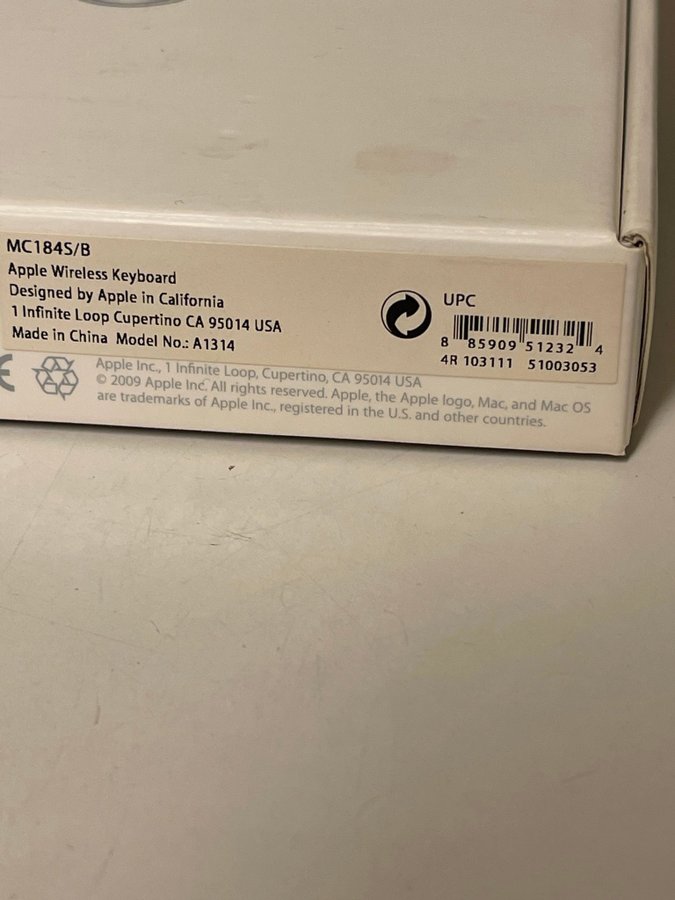 MC184S/B
Apple Wireless Keyboard
Designed by Apple in California
1 Infinite Loop Cupertino CA 95014 USA
Made in China Model No.: A1314
UPC
8 85909 51232 4
4R 103111 51003053
CE
Apple Inc., 1 Infinite Loop, Cupertino, CA 95014 USA
© 2009 Apple Inc. All rights reserved. Apple, the Apple logo, Mac, and Mac OS
are trademarks of Apple Inc., registered in the U.S. and other countries.